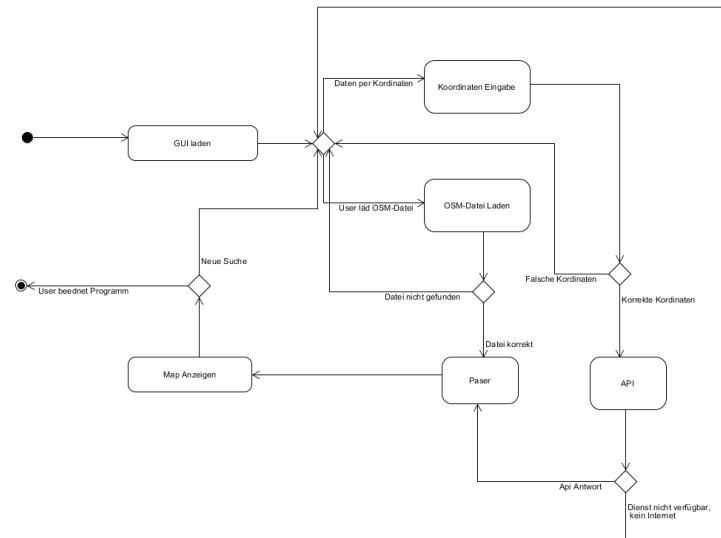 Daten per Kordinaten
Koordinaten Eingabe
GUI laden
User läd OSM-Datei
OSM-Datei Laden
Neue Suche
Falsche Kordinaten
User beednet Programm
Datei nicht gefunden
Korrekte Kordinaten
Datei korrekt
Map Anzeigen
Paser
API
Api Antwort
Dienst nicht verfügbar,
kein Internet